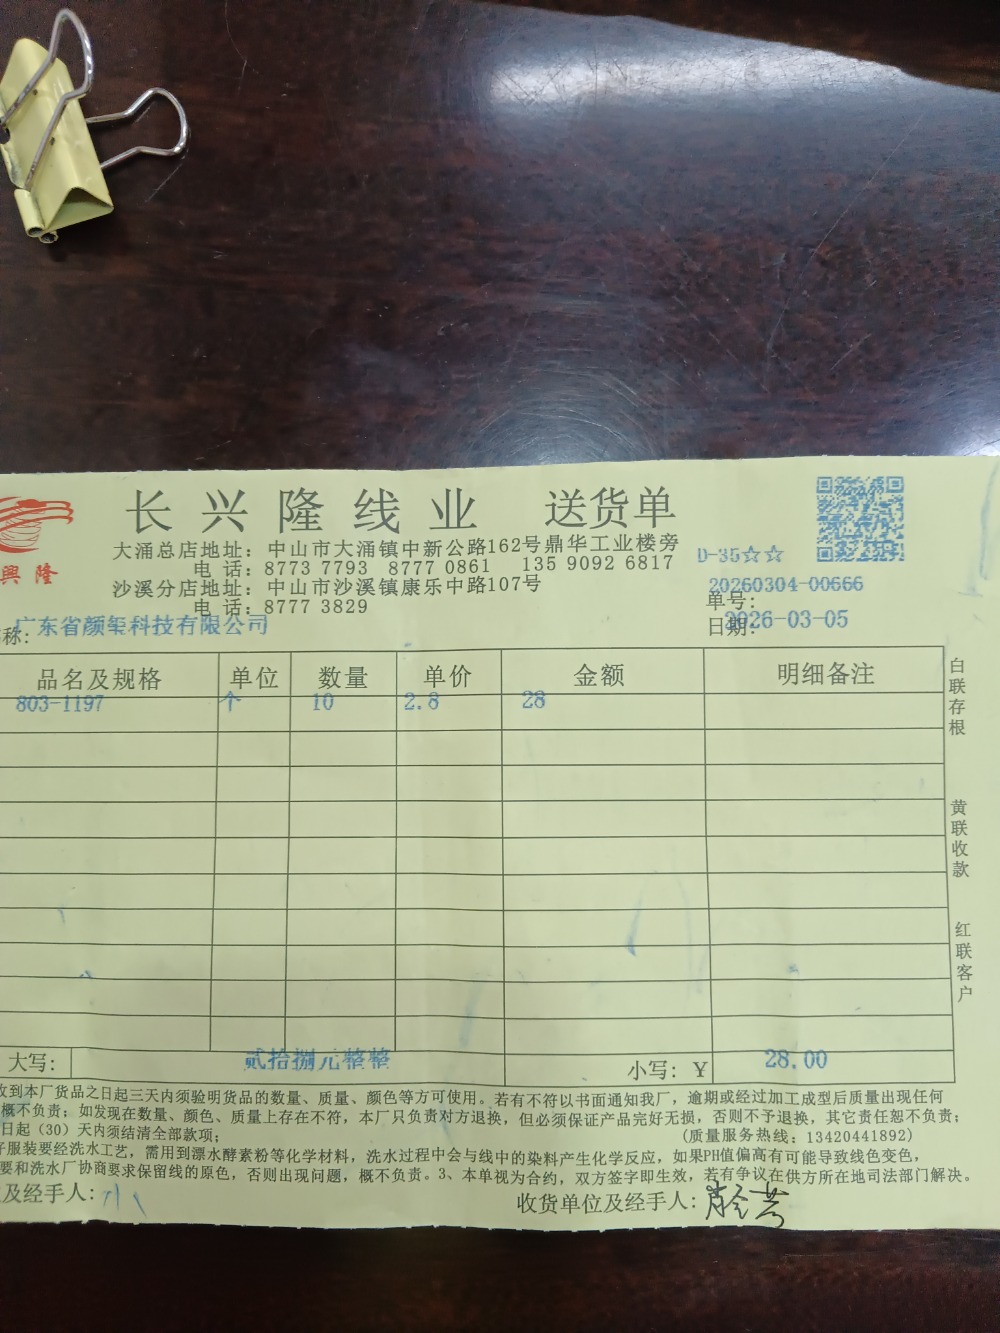 長 兴 隆 线 业 送货单
大涌总店地址：中山市大涌镇中新公路162号鼎华工业楼旁
电 话：8773 7793 8777 0861 135 9092 6817
沙溪分店地址：中山市沙溪镇康乐中路107号
电 话：8777 3829
興 隆
D-35☆☆
单号：20260304-00666
日期：2026-03-05
称：广东省颜玺科技有限公司
品名及规格 单位 数量 单价 金额 明细备注
803-1197 个 10 2.8 28
白联存根
黄联收款
红联客户
大写： 贰拾捌元整整 小写：¥ 28.00
收到本厂货品之日起三天内须验明货品的数量、质量、颜色等方可使用。若有不符以书面通知我厂，逾期或经过加工成型后质量出现任何
概不负责；如发现在数量、颜色、质量上存在不符，本厂只负责对方退换，但必须保证产品完好无损，否则不予退换，其它责任恕不负责；
日起（30）天内须结清全部款项； (质量服务热线：13420441892)
服装要经洗水工艺，需用到漂水酵素粉等化学材料，洗水过程中会与线中的染料产生化学反应，如果PH值偏高有可能导致线色变色，
要和洗水厂协商要求保留线的原色，否则出现问题，概不负责。3、本单视为合约，双方签字即生效，若有争议在供方所在地司法部门解决。
及经手人： 收货单位及经手人：